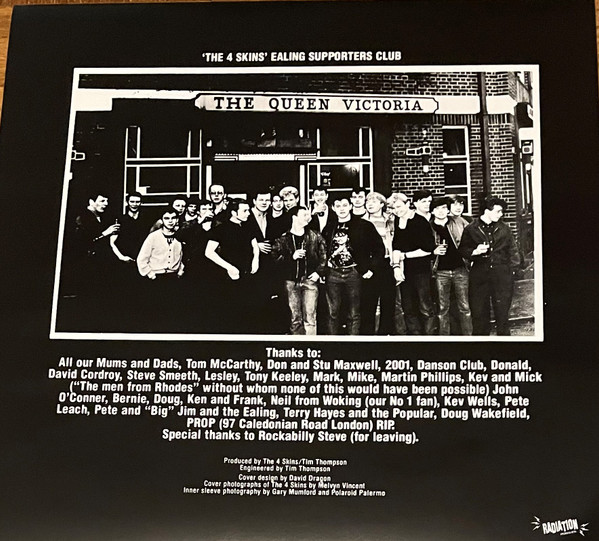 'THE 4 SKINS' EALING SUPPORTERS CLUB
THE QUEEN VICTORIA
Thanks to:
All our Mums and Dads, Tom McCarthy, Don and Stu Maxwell, 2001, Danson Club, Donald,
David Cordroy, Steve Smeeth, Lesley, Tony Keeley, Mark, Mike, Martin Phillips, Kev and Mick
("The men from Rhodes" without whom none of this would have been possible) John
O'Conner, Bernie, Doug, Ken and Frank, Neil from Woking (our No 1 fan), Kev Wells, Pete
Leach, Pete and "Big" Jim and the Ealing, Terry Hayes and the Popular, Doug Wakefield,
PROP (97 Caledonian Road London) RIP.
Special thanks to Rockabilly Steve (for leaving).
Produced by The 4 Skins/Tim Thompson
Engineered by Tim Thompson
Cover design by David Dragon
Cover photographs of The 4 Skins by Melvyn Vincent
Inner sleeve photography by Gary Mumford and Polaroid Palermo
RADIATION